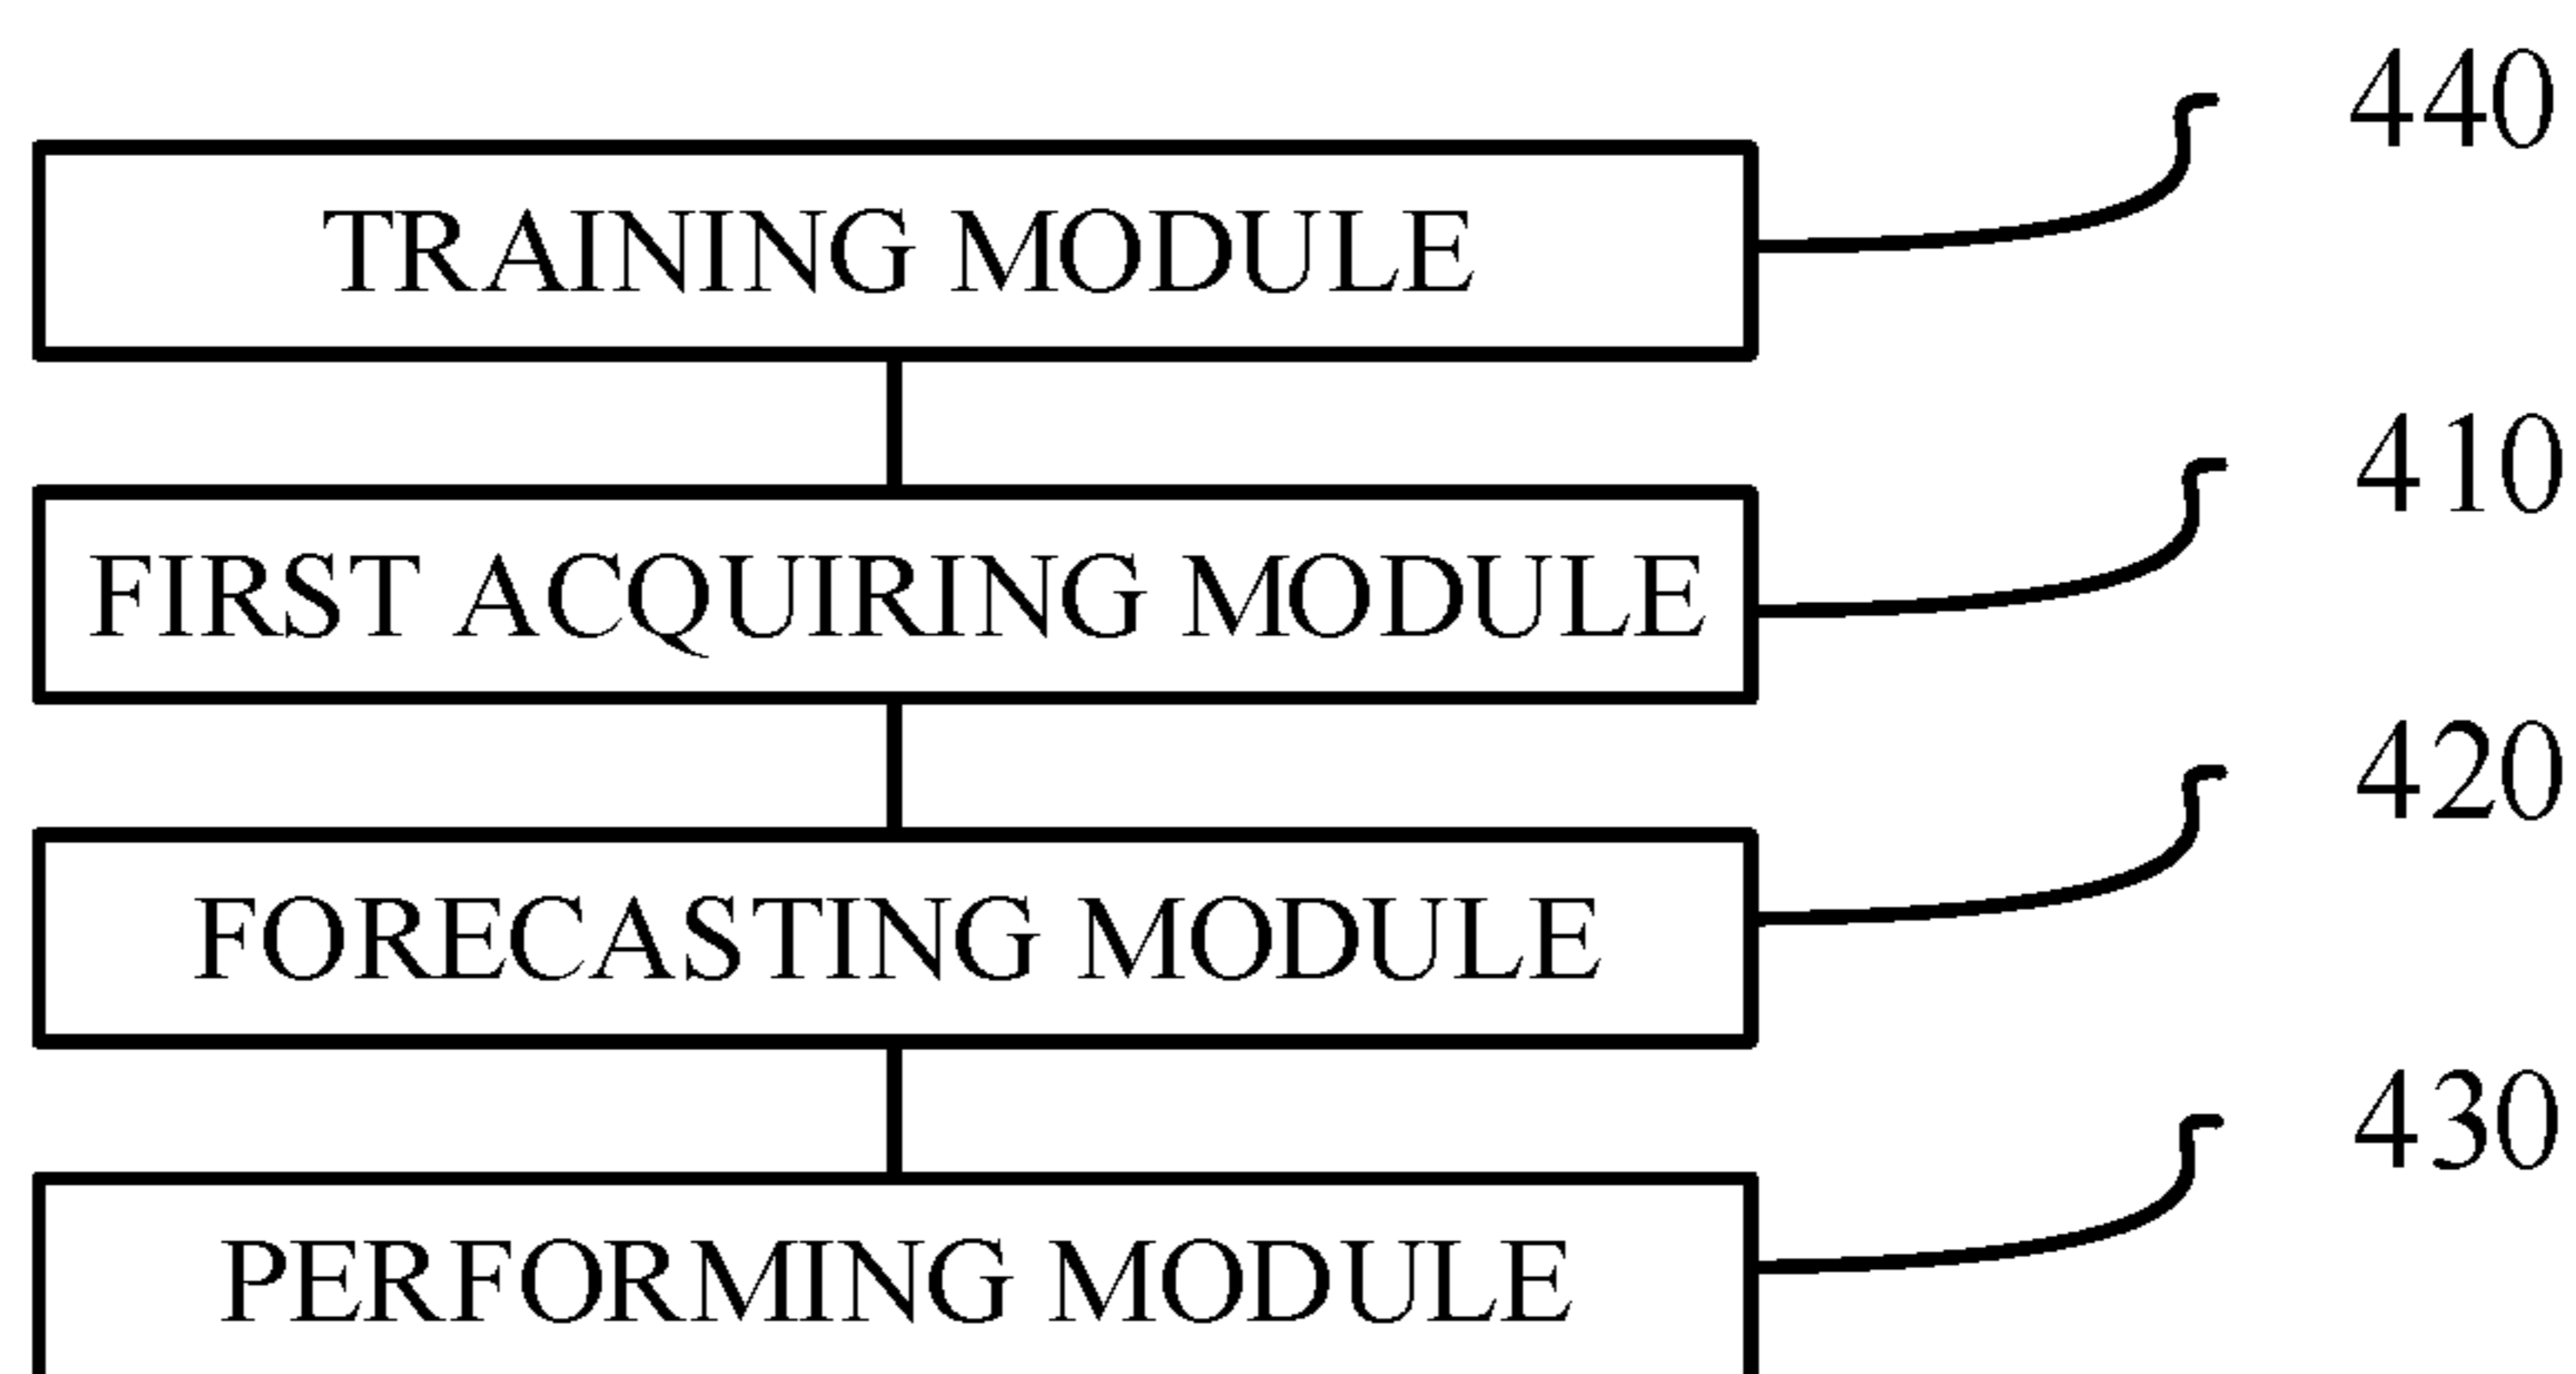 440
TRAINING MODULE
410
FIRST ACQUIRING MODULE
420
FORECASTING MODULE
430
PERFORMING MODULE